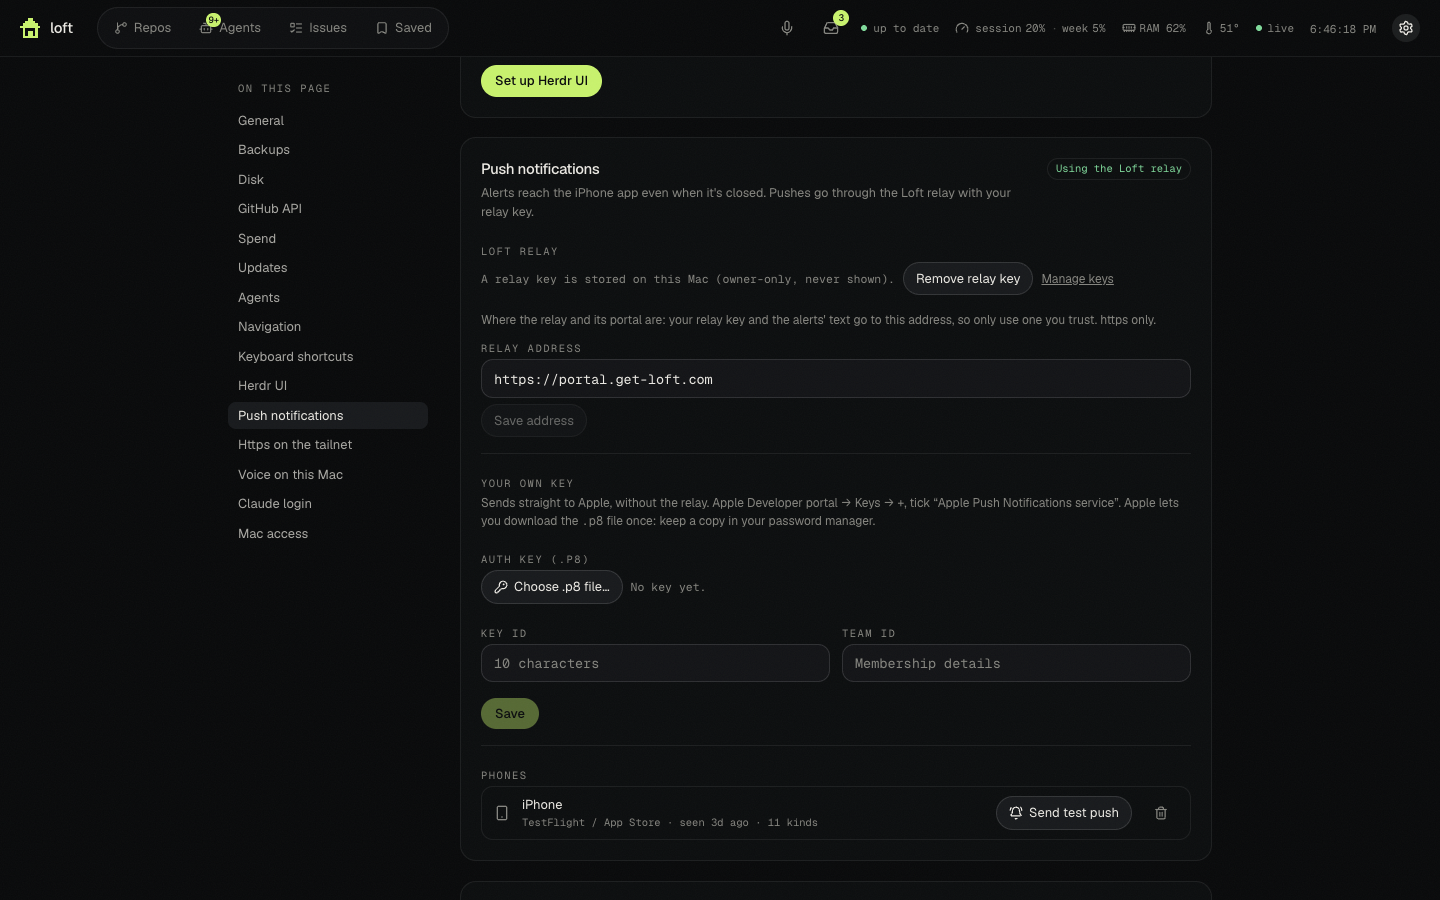 loft
Repos
9+
Agents
Issues
Saved
3
up to date
session 20% · week 5%
RAM 62%
51°
live
6:46:18 PM
ON THIS PAGE
General
Backups
Disk
GitHub API
Spend
Updates
Agents
Navigation
Keyboard shortcuts
Herdr UI
Push notifications
Https on the tailnet
Voice on this Mac
Claude login
Mac access
Set up Herdr UI
Push notifications
Using the Loft relay
Alerts reach the iPhone app even when it's closed. Pushes go through the Loft relay with your
relay key.
LOFT RELAY
A relay key is stored on this Mac (owner-only, never shown).
Remove relay key
Manage keys
Where the relay and its portal are: your relay key and the alerts' text go to this address, so only use one you trust. https only.
RELAY ADDRESS
https://portal.get-loft.com
Save address
YOUR OWN KEY
Sends straight to Apple, without the relay. Apple Developer portal → Keys → +, tick “Apple Push Notifications service”. Apple lets
you download the .p8 file once: keep a copy in your password manager.
AUTH KEY (.P8)
Choose .p8 file…
No key yet.
KEY ID
TEAM ID
10 characters
Membership details
Save
PHONES
iPhone
TestFlight / App Store · seen 3d ago · 11 kinds
Send test push